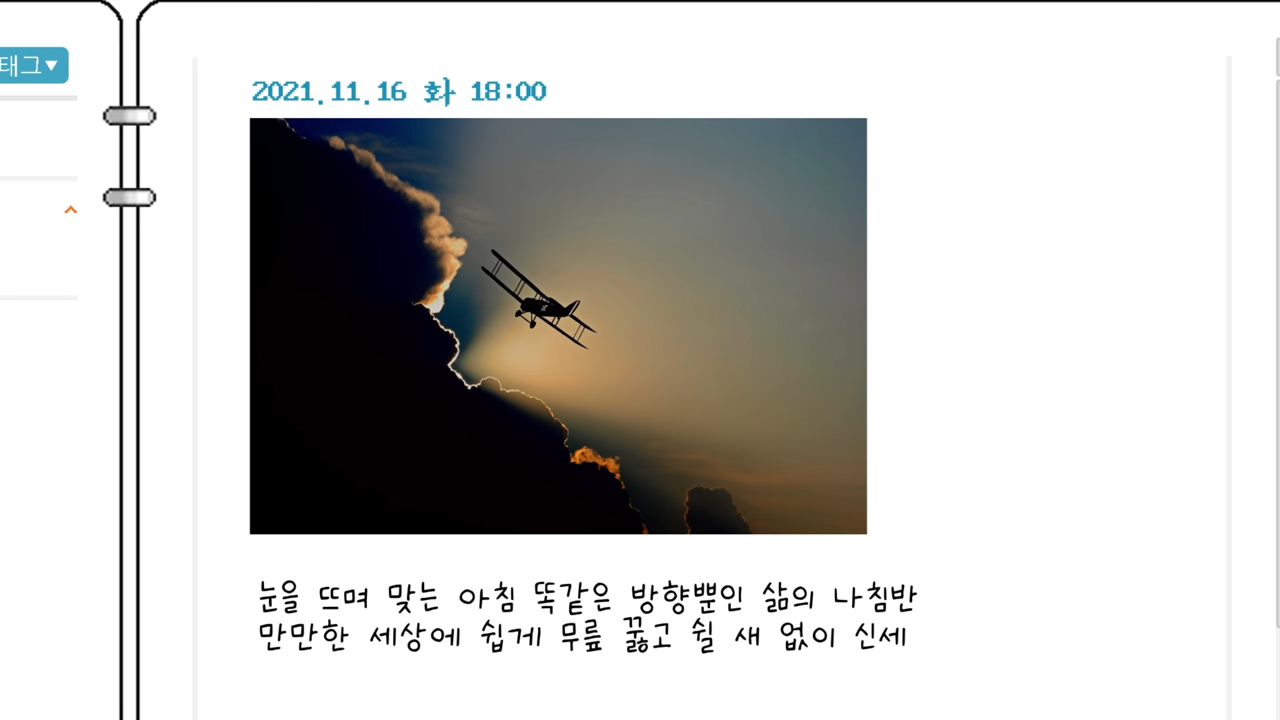 태그▼
2021.11.16 화 18:00
눈을 뜨며 맞는 아침 똑같은 방향뿐인 삶의 나침반
만만한 세상에 쉽게 무릎 꿇고 쉴 새 없이 신세